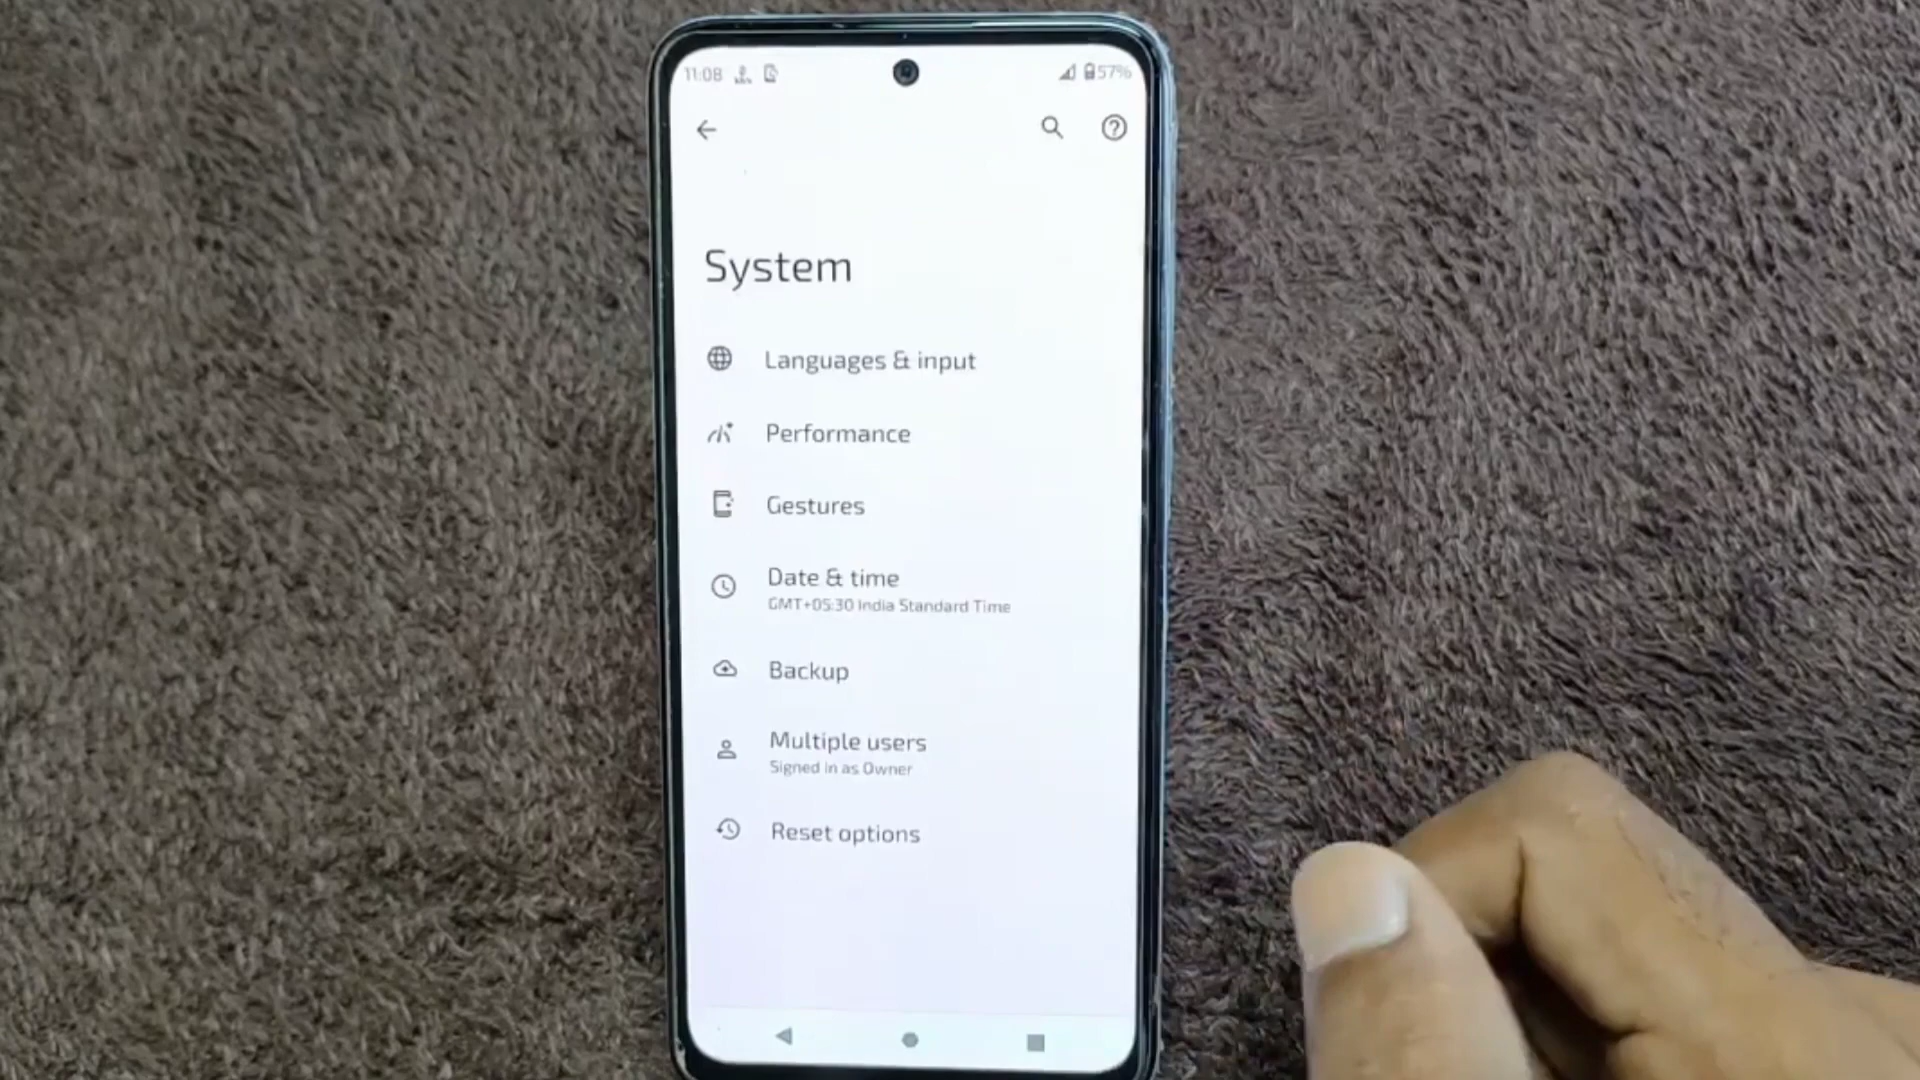 11:08
57%
System
Languages & input
Performance
Gestures
Date & time
GMT+05:30 India Standard Time
Backup
Multiple users
Signed in as Owner
Reset options